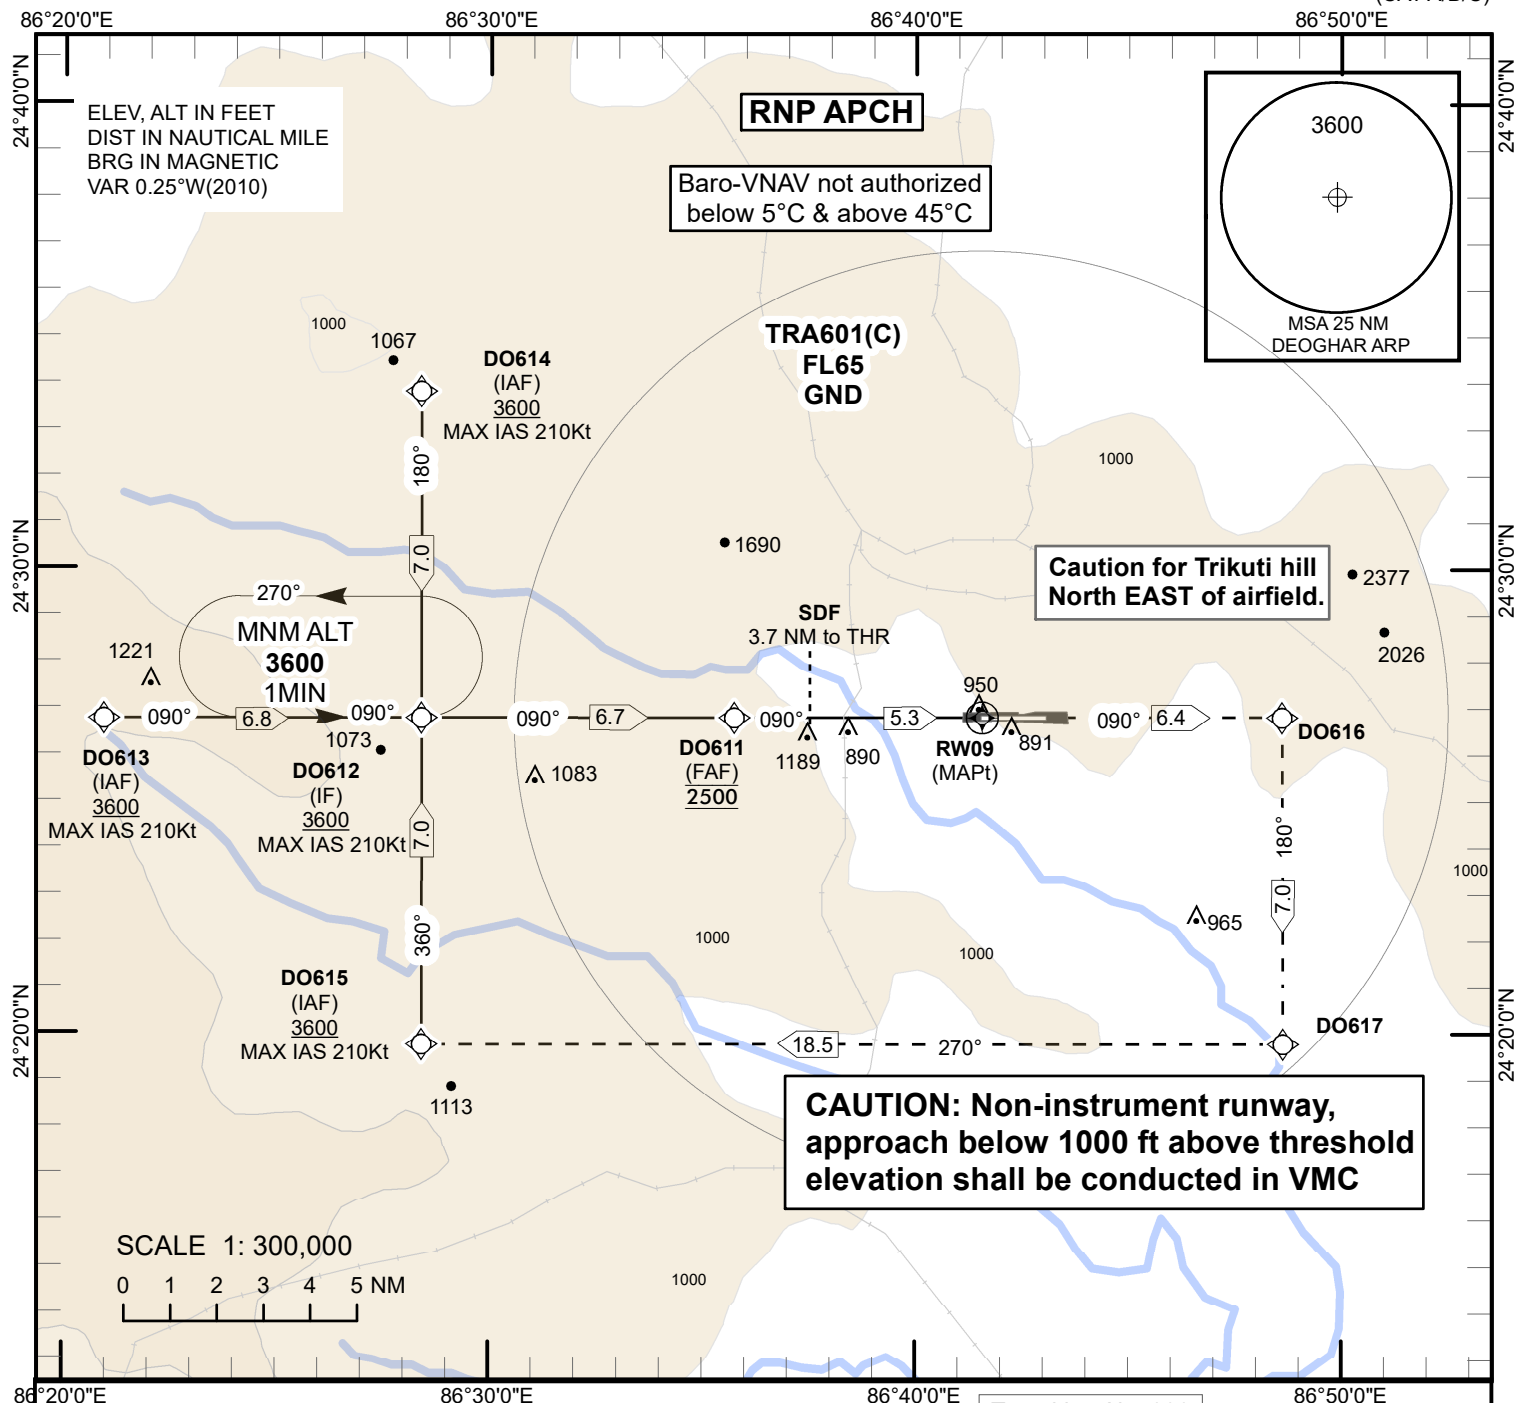 86°20'0"E
86°30'0"E
86°40'0"E
86°50'0"E
24°40'0"N
24°40'0"N
ELEV, ALT IN FEET
DIST IN NAUTICAL MILE
BRG IN MAGNETIC
VAR 0.25°W(2010)
RNP APCH
Baro-VNAV not authorized
below 5°C & above 45°C
3600
MSA 25 NM
DEOGHAR ARP
1000
1067
DO614
(IAF)
3600
MAX IAS 210Kt
180°
7.0
TRA601(C)
FL65
GND
1000
1690
24°30'0"N
24°30'0"N
Caution for Trikuti hill
North EAST of airfield.
2377
2026
SDF
3.7 NM to THR
270°
MNM ALT
3600
1MIN
1221
090°
6.8
090°
1073
090°
6.7
090°
5.3
950
090°
6.4
DO613
(IAF)
3600
MAX IAS 210Kt
DO612
(IF)
3600
MAX IAS 210Kt
1083
DO611
(FAF)
2500
1189
890
RW09
(MAPt)
891
DO616
7.0
360°
180°
7.0
1000
965
1000
1000
DO615
(IAF)
3600
MAX IAS 210Kt
18.5
270°
DO617
24°20'0"N
24°20'0"N
1113
CAUTION: Non-instrument runway,
approach below 1000 ft above threshold
elevation shall be conducted in VMC
SCALE 1: 300,000
0 1 2 3 4 5 NM
1000
86°20'0"E
86°30'0"E
86°40'0"E
86°50'0"E